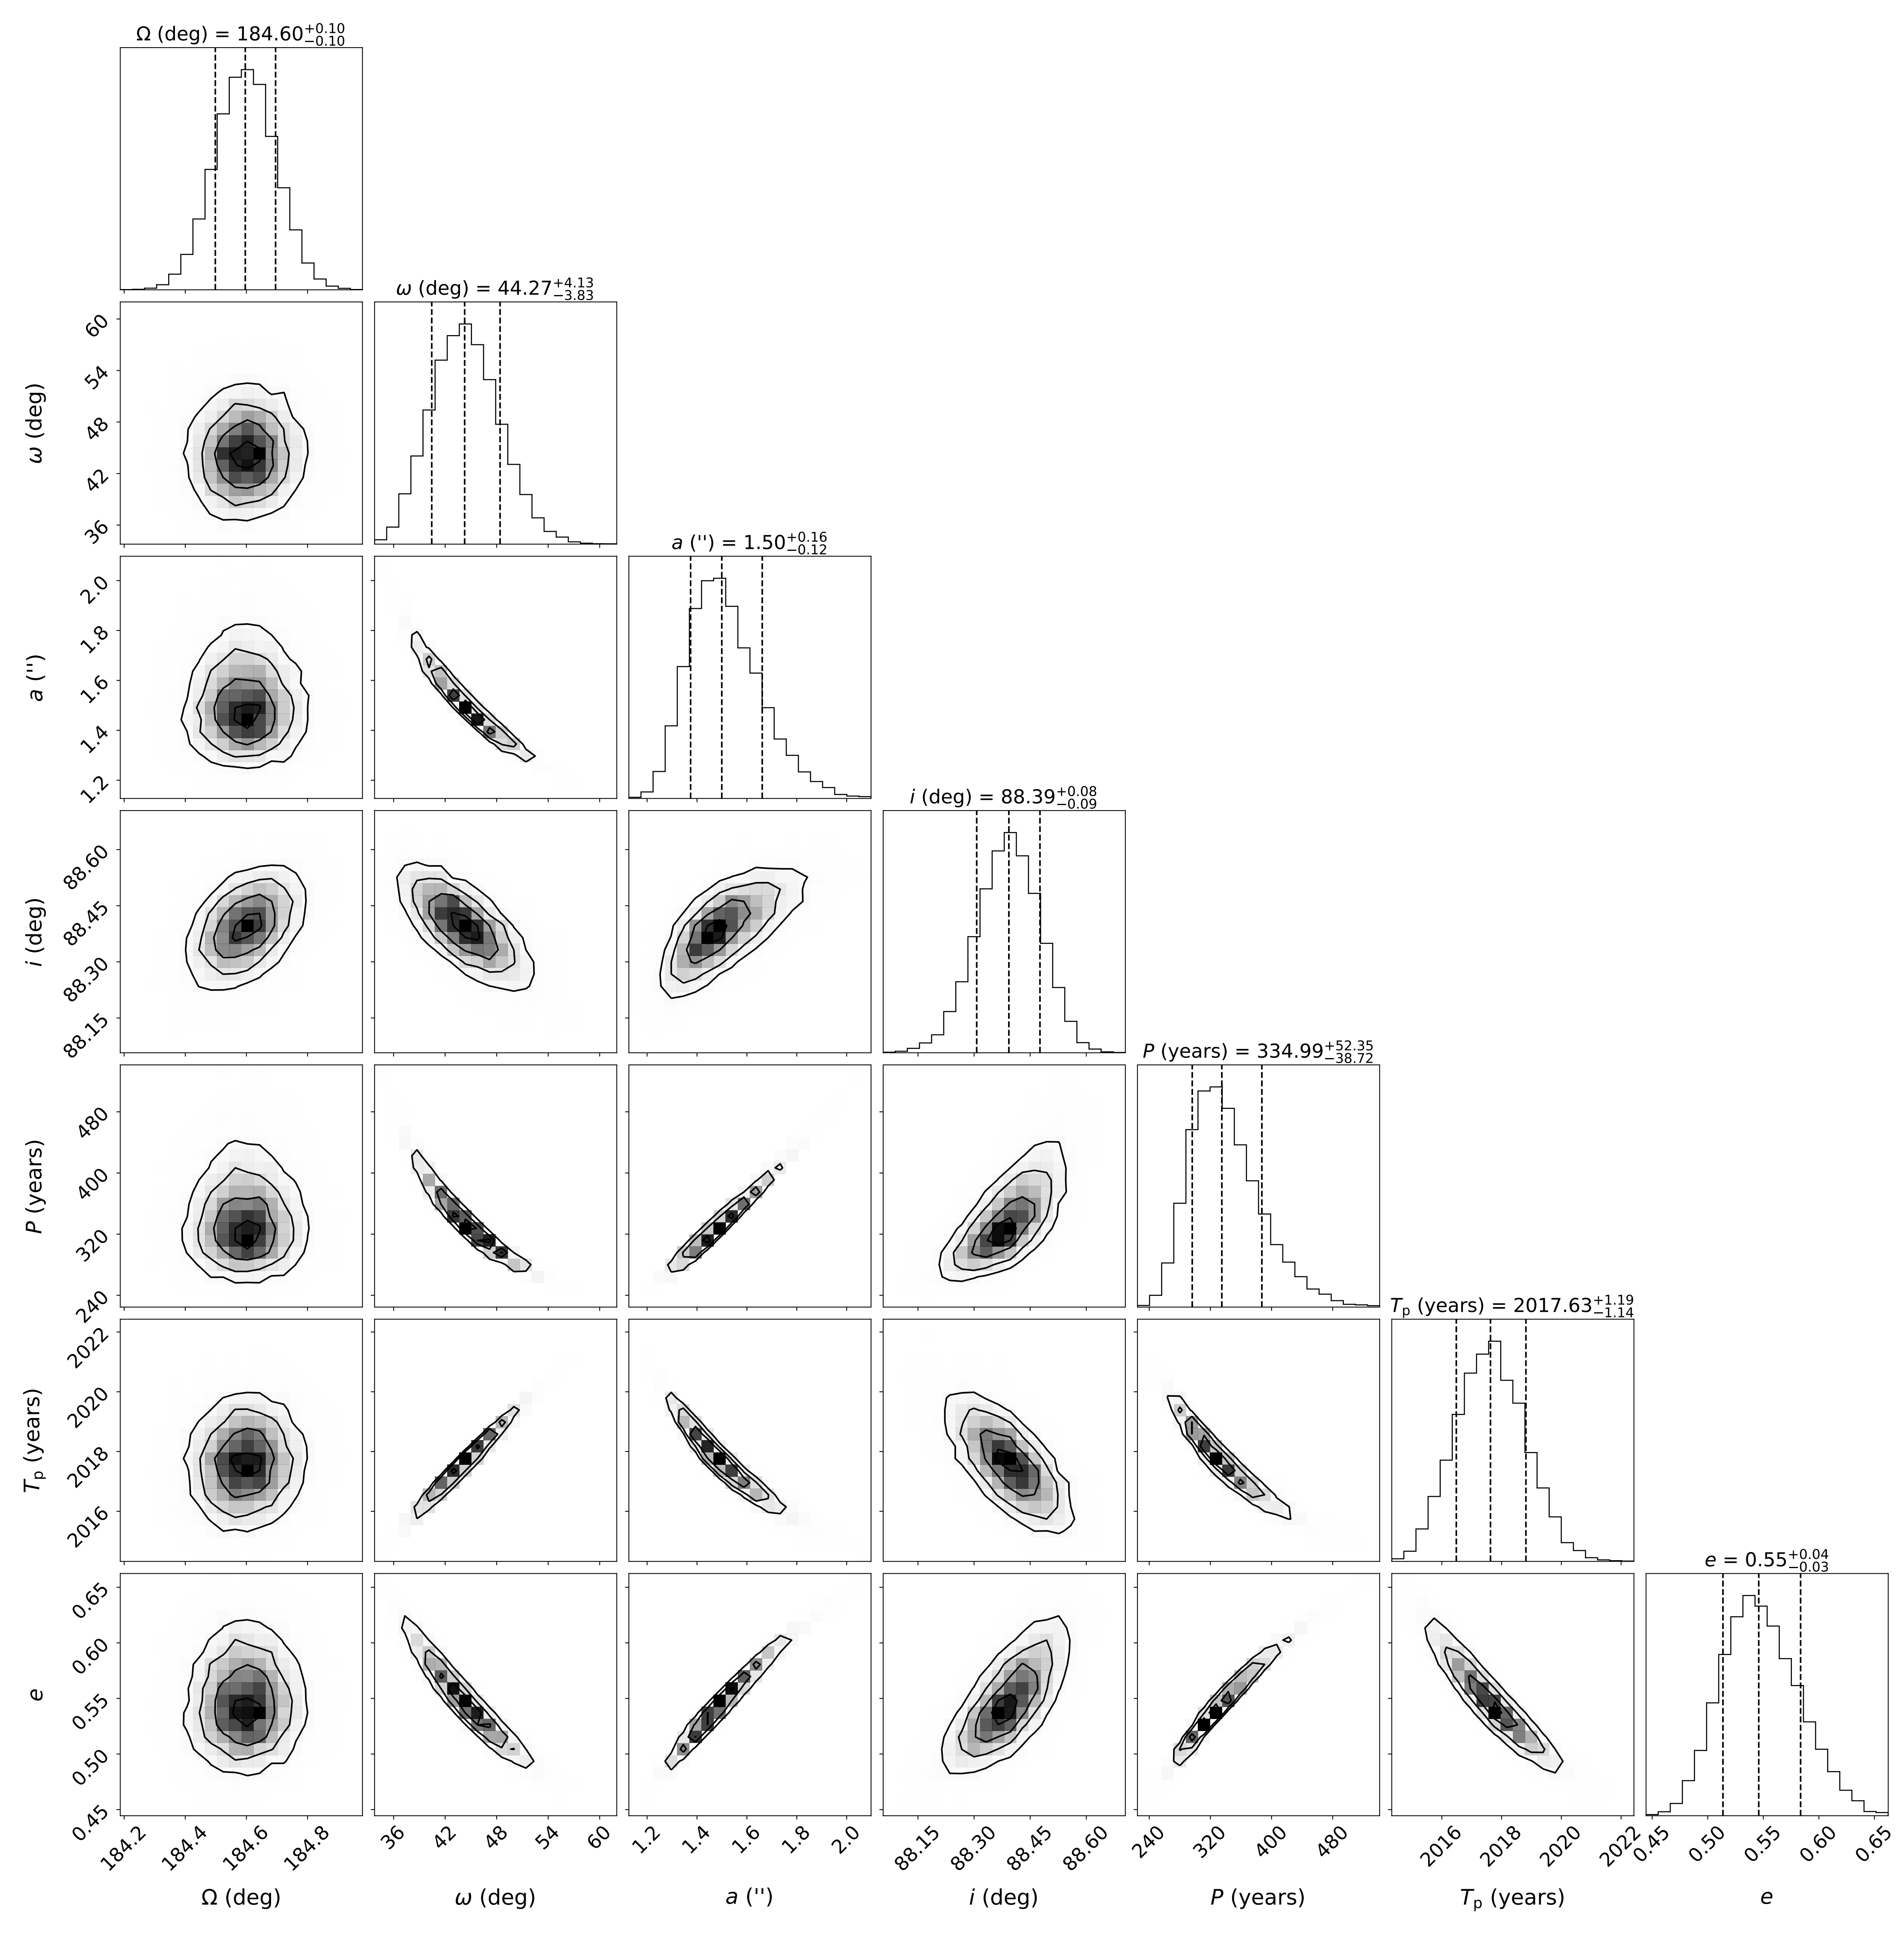 Ω (deg) = 184.60+0.10 −0.10
ω (deg) = 44.27+4.13 −3.83
60
54
48
42
36
ω (deg)
a ('') = 1.50+0.16 −0.12
2.0
1.8
1.6
1.4
1.2
a ('')
i (deg) = 88.39+0.08 −0.09
88.60
88.45
88.30
88.15
i (deg)
P (years) = 334.99+52.35 −38.72
480
400
320
240
P (years)
Tp (years) = 2017.63+1.19 −1.14
2022
2020
2018
2016
Tp (years)
e = 0.55+0.04 −0.03
0.65
0.60
0.55
0.50
0.45
e
184.2 184.4 184.6 184.8 36 42 48 54 60 1.2 1.4 1.6 1.8 2.0 88.15 88.30 88.45 88.60 240 320 400 480 2016 2018 2020 2022 0.45 0.50 0.55 0.60 0.65
Ω (deg) ω (deg) a ('') i (deg) P (years) Tp (years) e